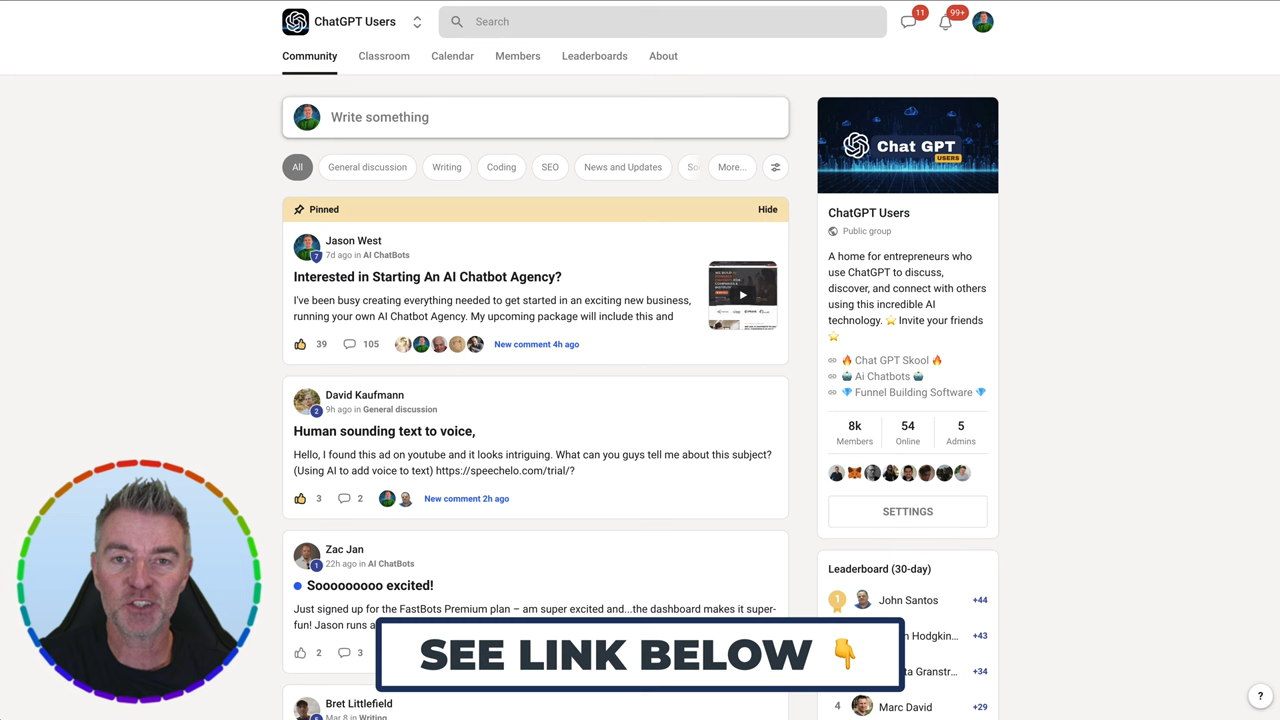 ChatGPT Users
Search
11
99+
Community
Classroom
Calendar
Members
Leaderboards
About
Write something
All
General discussion
Writing
Coding
SEO
News and Updates
So
More...
Pinned
Hide
Jason West
7
7d ago in AI ChatBots
Interested in Starting An AI Chatbot Agency?
I've been busy creating everything needed to get started in an exciting new business,
running your own AI Chatbot Agency. My upcoming package will include this and
39
105
New comment 4h ago
David Kaufmann
2
9h ago in General discussion
Human sounding text to voice,
Hello, I found this ad on youtube and it looks intriguing. What can you guys tell me about this subject?
(Using AI to add voice to text) https://speechelo.com/trial/?
3
2
New comment 2h ago
Zac Jan
1
22h ago in AI ChatBots
Sooooooooo excited!
Just signed up for the FastBots Premium plan – am super excited and...the dashboard makes it super-
fun! Jason runs a
2
3
Bret Littlefield
Mar 8 in Writing
Chat GPT
USERS
ChatGPT Users
Public group
A home for entrepreneurs who
use ChatGPT to discuss,
discover, and connect with others
using this incredible AI
technology. ⭐ Invite your friends
⭐
🔥 Chat GPT Skool 🔥
🤖 Ai Chatbots 🤖
💎 Funnel Building Software 💎
8k
Members
54
Online
5
Admins
SETTINGS
Leaderboard (30-day)
1
John Santos
+44
n Hodgkin...
+43
ta Granstr...
+34
4
Marc David
+29
SEE LINK BELOW 👇
?